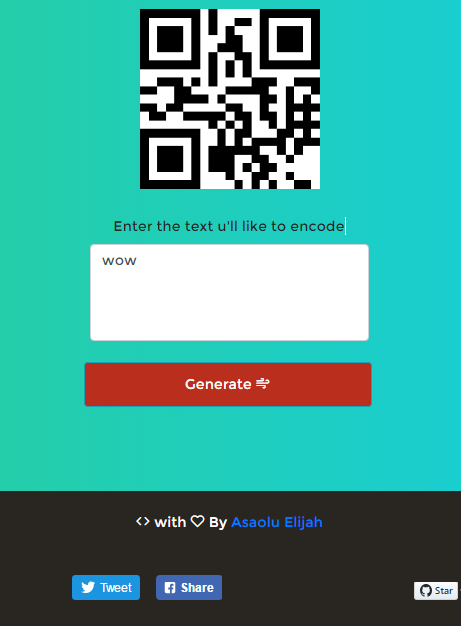 Enter the text u'll like to encode
wow
Generate
<> with ♡ By Asaolu Elijah
Tweet
Share
Star